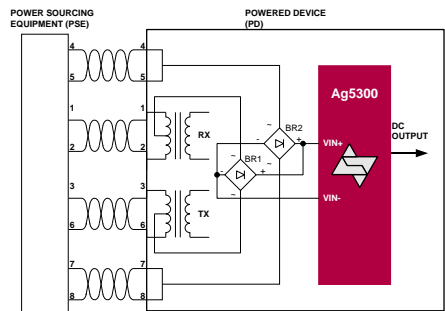 POWER SOURCING
EQUIPMENT (PSE)
POWERED DEVICE
(PD)
4 4
5 5
1 1
2 2
RX
3 3
6 6
TX
7 7
8 8
~
BR2
- +
~
~
BR1
- +
~
Ag5300
VIN+
VIN-
DC
OUTPUT